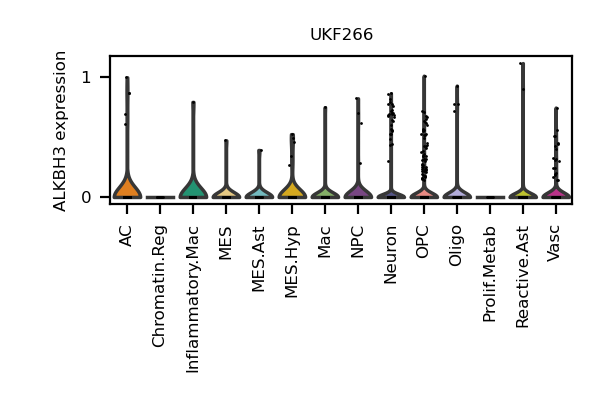 UKF266
ALKBH3 expression
1
0
AC
Chromatin.Reg
Inflammatory.Mac
MES
MES.Ast
MES.Hyp
Mac
NPC
Neuron
OPC
Oligo
Prolif.Metab
Reactive.Ast
Vasc